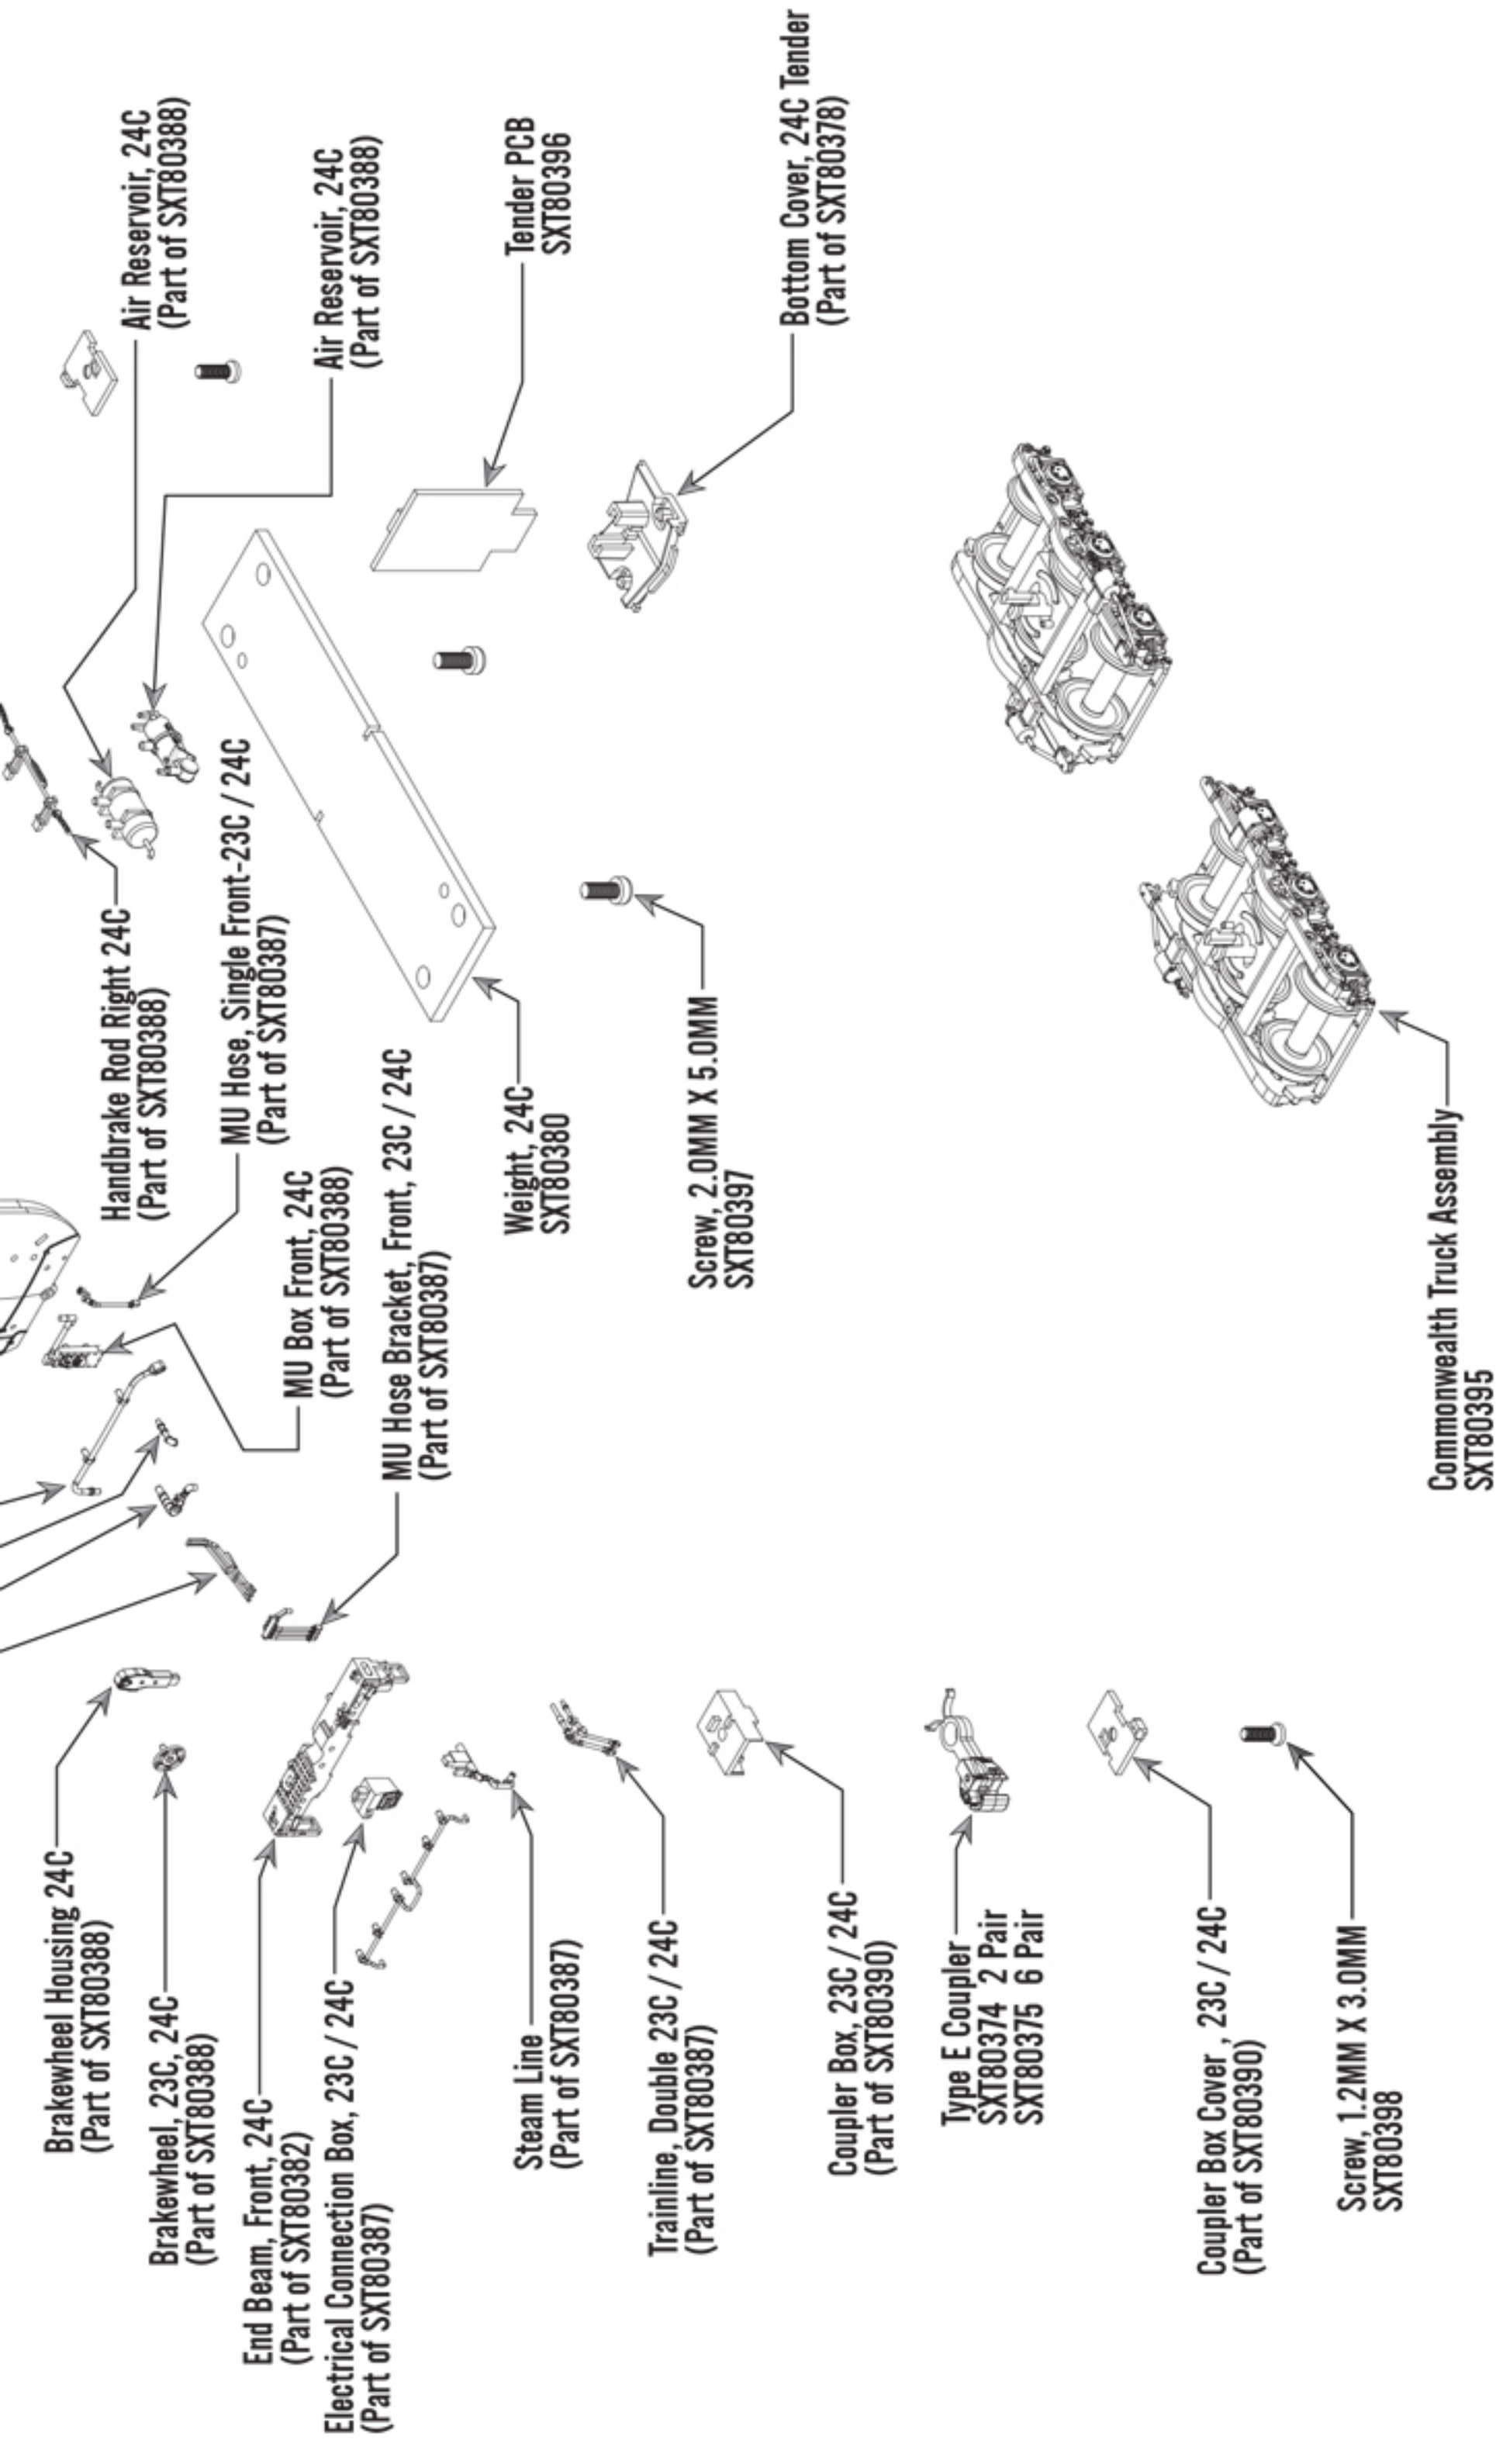 Air Reservoir, 24C
(Part of SXT80388)
Air Reservoir, 24C
(Part of SXT80388)
Tender PCB
SXT80396
Bottom Cover, 24C Tender
(Part of SXT80378)
Handbrake Rod Right 24C
(Part of SXT80388)
MU Hose, Single Front-23C / 24C
(Part of SXT80387)
MU Box Front, 24C
(Part of SXT80388)
MU Hose Bracket, Front, 23C / 24C
(Part of SXT80387)
Weight, 24C
SXT80380
Screw, 2.0MM X 5.0MM
SXT80397
Commonwealth Truck Assembly
SXT80395
Brakewheel Housing 24C
(Part of SXT80388)
Brakewheel, 23C, 24C
(Part of SXT80388)
End Beam, Front, 24C
(Part of SXT80382)
Electrical Connection Box, 23C / 24C
(Part of SXT80387)
Steam Line
(Part of SXT80387)
Trainline, Double 23C / 24C
(Part of SXT80387)
Coupler Box, 23C / 24C
(Part of SXT80390)
Type E Coupler
SXT80374 2 Pair
SXT80375 6 Pair
Coupler Box Cover , 23C / 24C
(Part of SXT80390)
Screw, 1.2MM X 3.0MM
SXT80398